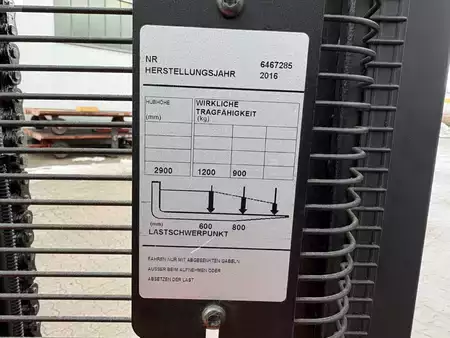 NR 6467285
HERSTELLUNGSJAHR 2016
HUBHÖHE WIRKLICHE
TRAGFÄHIGKEIT
(mm) (kg)
2900 1200 900
(mm) 600 800
LASTSCHWERPUNKT
FAHREN NUR MIT ABGESENKTEN GABELN
AUSSER BEIM AUFNEHMEN ODER
ABSETZEN DER LAST